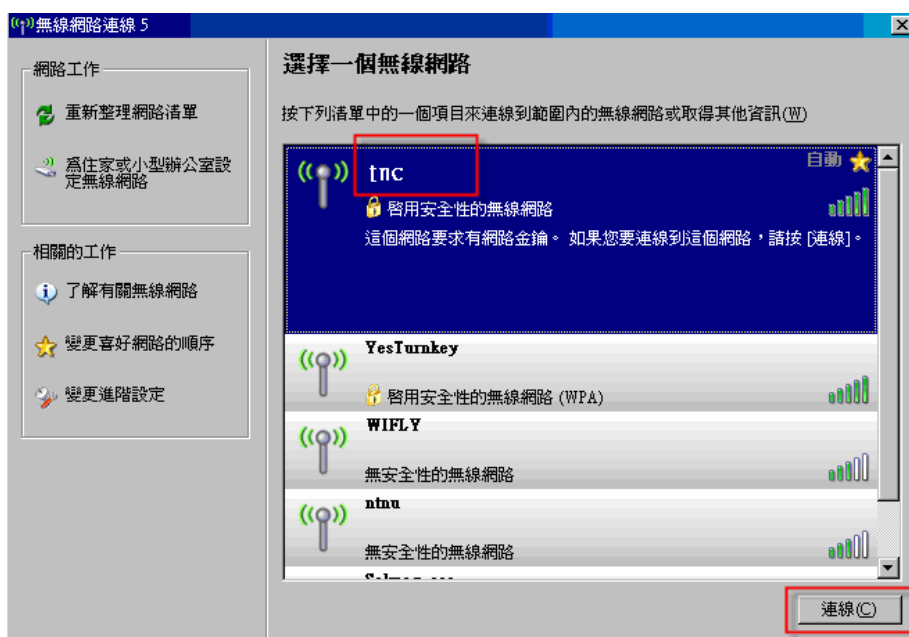 無線網路連線 5
網路工作
重新整理網路清單
為住家或小型辦公室設
定無線網路
相關的工作
了解有關無線網路
變更喜好網路的順序
變更進階設定
選擇一個無線網路
按下列清單中的一個項目來連線到範圍內的無線網路或取得其他資訊(W)
tnc
自動
啓用安全性的無線網路
這個網路要求有網路金鑰。 如果您要連線到這個網路，請按 [連線]。
YesTurnkey
啓用安全性的無線網路 (WPA)
WIFLY
無安全性的無線網路
ntnu
無安全性的無線網路
連線(C)